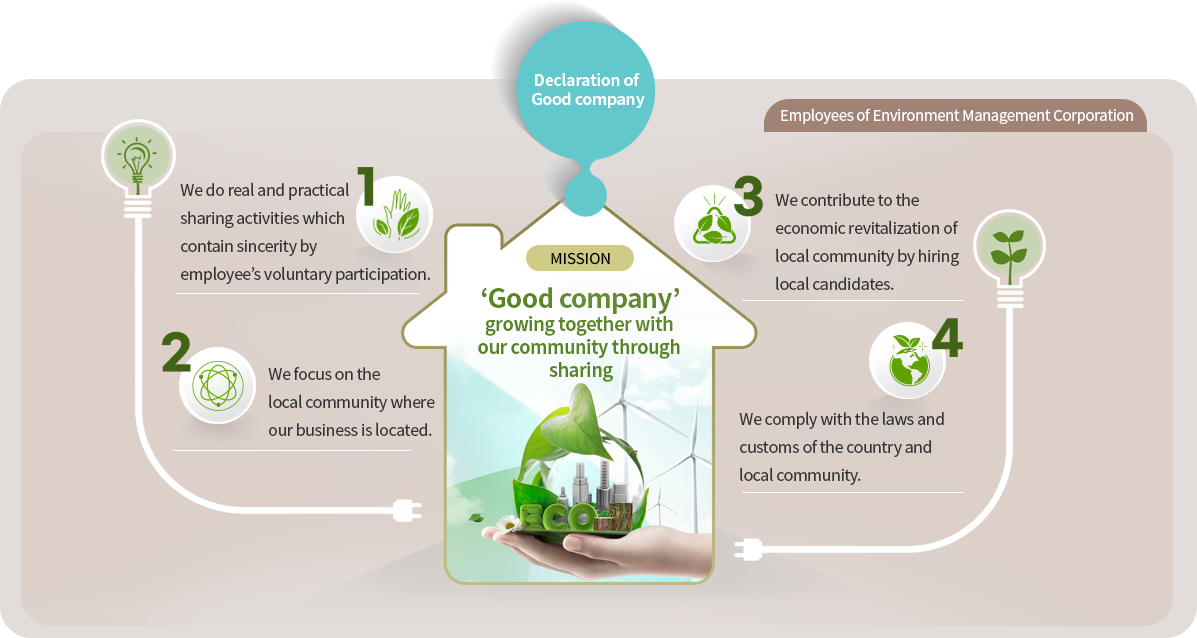 Declaration of
Good company
Employees of Environment Management Corporation
1
We do real and practical
sharing activities which
contain sincerity by
employee’s voluntary participation.
2
We focus on the
local community where
our business is located.
MISSION
‘Good company’
growing together with
our community through
sharing
ECO
3
We contribute to the
economic revitalization of
local community by hiring
local candidates.
4
We comply with the laws and
customs of the country and
local community.